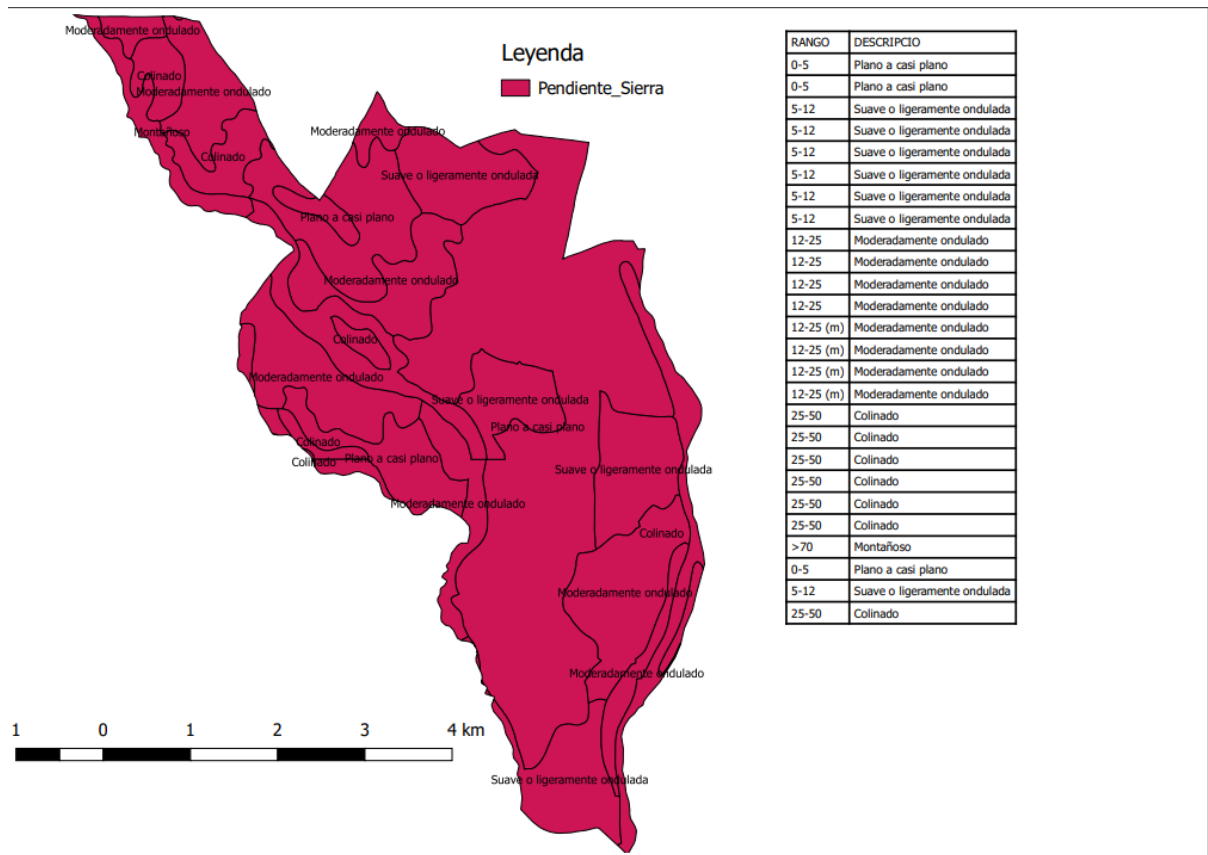 Moderadamente ondulado
Colinado
Moderadamente ondulado
Montañoso
Colinado
Moderadamente ondulado
Suave o ligeramente ondulada
Plano a casi plano
Moderadamente ondulado
Colinado
Moderadamente ondulado
Suave o ligeramente ondulada
Plano a casi plano
Colinado
Plano a casi plano
Colinado
Suave o ligeramente ondulada
Moderadamente ondulado
Colinado
Moderadamente ondulado
Moderadamente ondulado
Suave o ligeramente ondulada
Leyenda
Pendiente_Sierra
1 0 1 2 3 4 km
RANGO DESCRIPCIO
0-5 Plano a casi plano
0-5 Plano a casi plano
5-12 Suave o ligeramente ondulada
5-12 Suave o ligeramente ondulada
5-12 Suave o ligeramente ondulada
5-12 Suave o ligeramente ondulada
5-12 Suave o ligeramente ondulada
5-12 Suave o ligeramente ondulada
12-25 Moderadamente ondulado
12-25 Moderadamente ondulado
12-25 Moderadamente ondulado
12-25 Moderadamente ondulado
12-25 (m) Moderadamente ondulado
12-25 (m) Moderadamente ondulado
12-25 (m) Moderadamente ondulado
12-25 (m) Moderadamente ondulado
25-50 Colinado
25-50 Colinado
25-50 Colinado
25-50 Colinado
25-50 Colinado
25-50 Colinado
>70 Montañoso
0-5 Plano a casi plano
5-12 Suave o ligeramente ondulada
25-50 Colinado